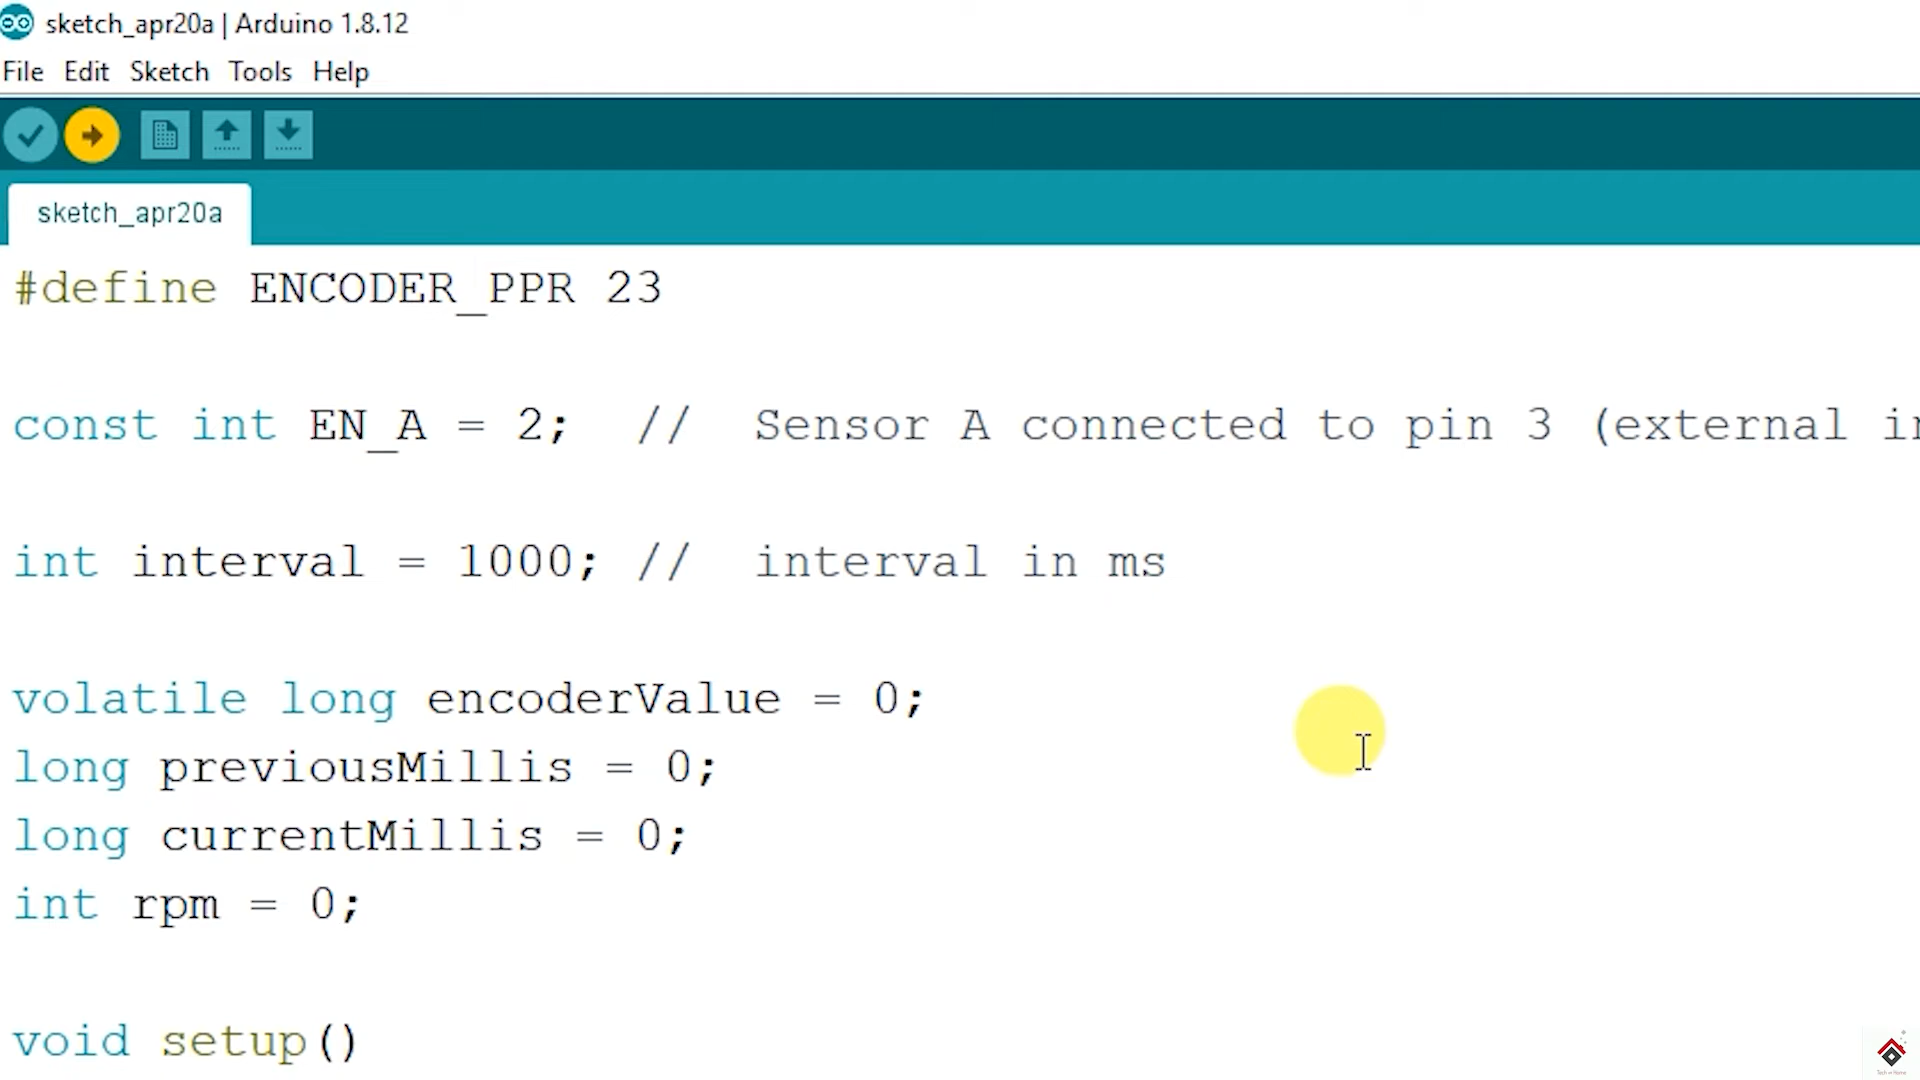 sketch_apr20a | Arduino 1.8.12
File Edit Sketch Tools Help
sketch_apr20a
#define ENCODER_PPR 23
const int EN_A = 2; // Sensor A connected to pin 3 (external
int interval = 1000; // interval in ms
volatile long encoderValue = 0;
long previousMillis = 0;
long currentMillis = 0;
int rpm = 0;
void setup()